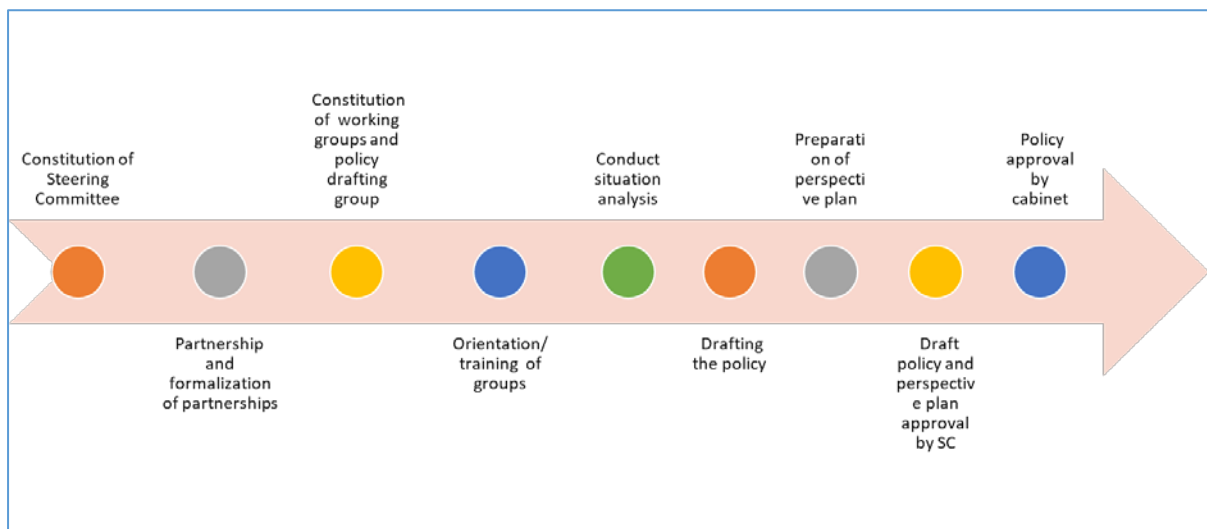 Constitution of
Steering
Committee
Partnership
and
formalization
of partnerships
Constitution
of working
groups and
policy
drafting
group
Orientation/
training of
groups
Conduct
situation
analysis
Drafting
the policy
Preparati
on of
perspecti
ve plan
Draft
policy and
perspectiv
e plan
approval
by SC
Policy
approval
by
cabinet